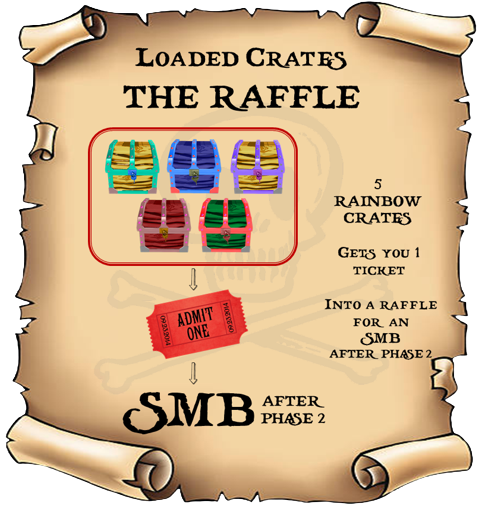 LOADED CRATES
THE RAFFLE
5
RAINBOW
CRATES
GETS YOU 1
TICKET
INTO A RAFFLE
FOR AN
SMB
AFTER PHASE 2
ADMIT
ONE
SMB AFTER
PHASE 2